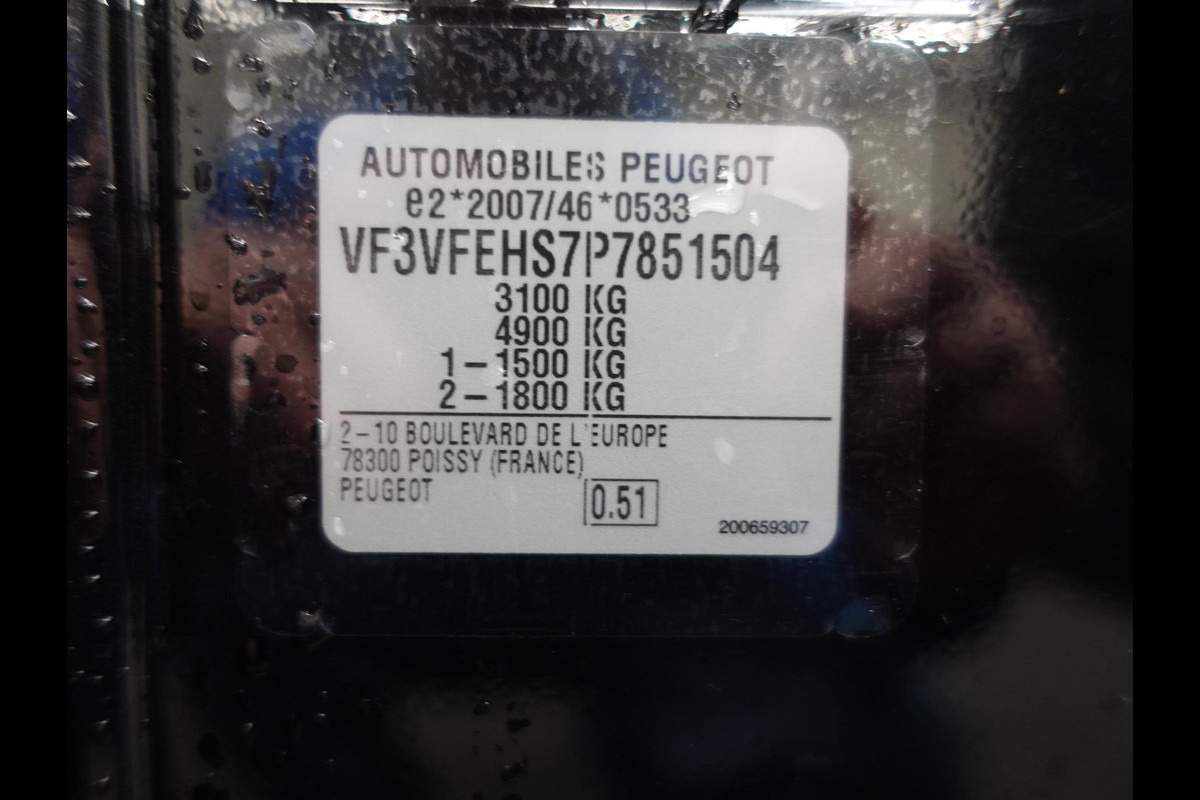 AUTOMOBILES PEUGEOT
e2*2007/46*0533
VF3VFEHS7P7851504
3100 KG
4900 KG
1-1500 KG
2-1800 KG
2-10 BOULEVARD DE L'EUROPE
78300 POISSY (FRANCE)
PEUGEOT
0.51
200659307